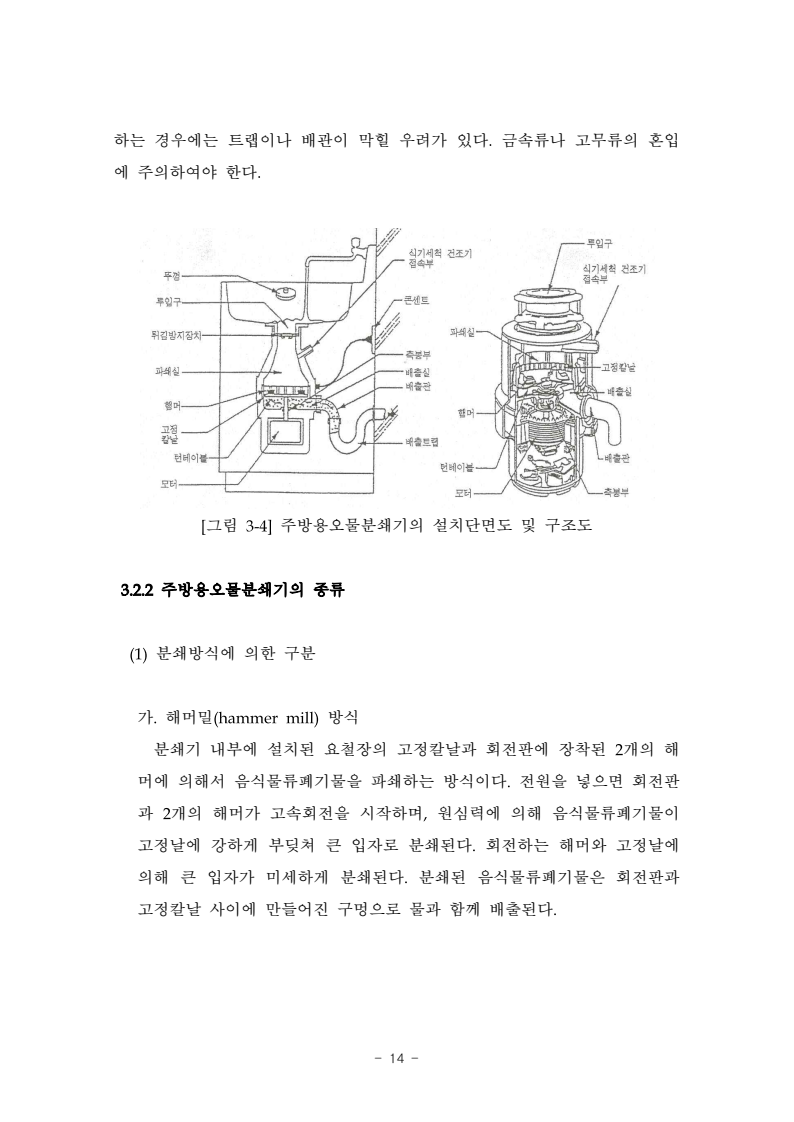 하는 경우에는 트랩이나 배관이 막힐 우려가 있다. 금속류나 고무류의 혼입
에 주의하여야 한다.
뚜껑
투입구
튀김방지장치
파쇄실
햄머
고정
칼날
턴테이블
모터
식기세척 건조기
접속부
콘센트
축봉부
배출실
배출관
배출트랩
투입구
식기세척 건조기
접속부
파쇄실
고정칼날
배출실
햄머
턴테이블
배출관
모터
축봉부
[그림 3-4] 주방용오물분쇄기의 설치단면도 및 구조도
3.2.2 주방용오물분쇄기의 종류
(1) 분쇄방식에 의한 구분
가. 해머밀(hammer mill) 방식
분쇄기 내부에 설치된 요철장의 고정칼날과 회전판에 장착된 2개의 해
머에 의해서 음식물류폐기물을 파쇄하는 방식이다. 전원을 넣으면 회전판
과 2개의 해머가 고속회전을 시작하며, 원심력에 의해 음식물류폐기물이
고정날에 강하게 부딪쳐 큰 입자로 분쇄된다. 회전하는 해머와 고정날에
의해 큰 입자가 미세하게 분쇄된다. 분쇄된 음식물류폐기물은 회전판과
고정칼날 사이에 만들어진 구멍으로 물과 함께 배출된다.
- 14 -